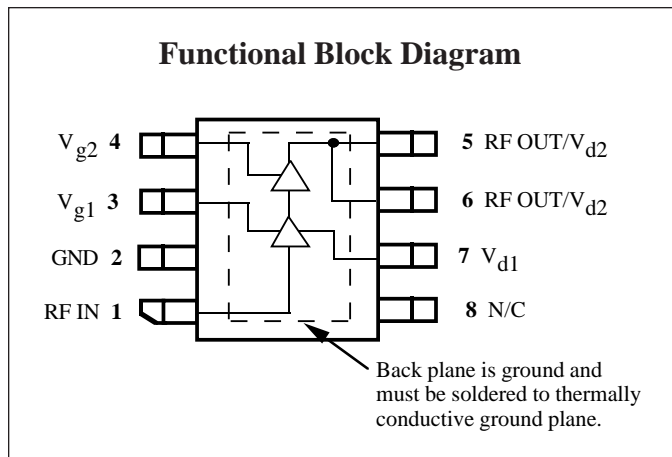 Functional Block Diagram
Vg2 4
5 RF OUT/Vd2
Vg1 3
6 RF OUT/Vd2
GND 2
7 Vd1
RF IN 1
8 N/C
Back plane is ground and
must be soldered to thermally
conductive ground plane.